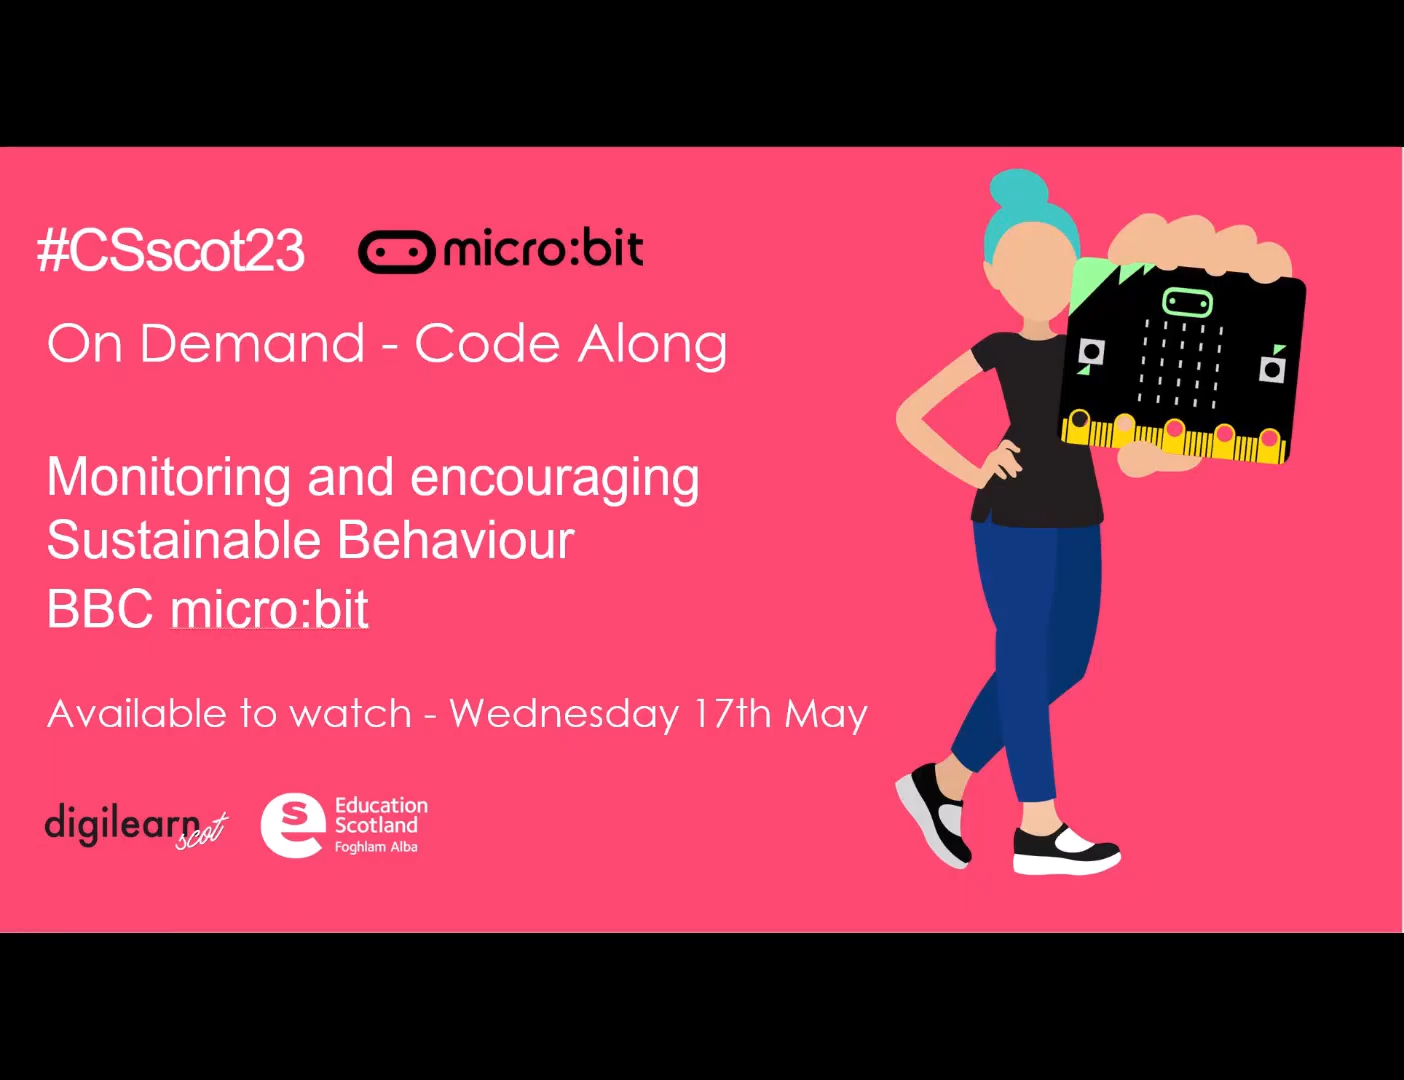 #CSscot23 micro:bit
On Demand - Code Along
Monitoring and encouraging
Sustainable Behaviour
BBC micro:bit
Available to watch - Wednesday 17th May
digilearn scot
Education
Scotland
Foghlam Alba